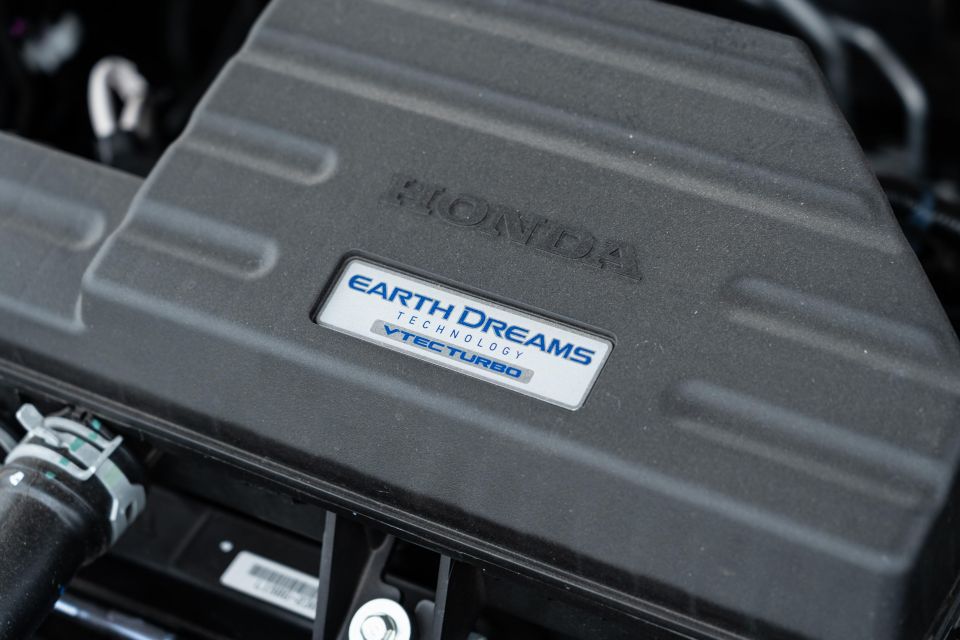 HONDA
EARTH DREAMS
TECHNOLOGY
VTEC TURBO